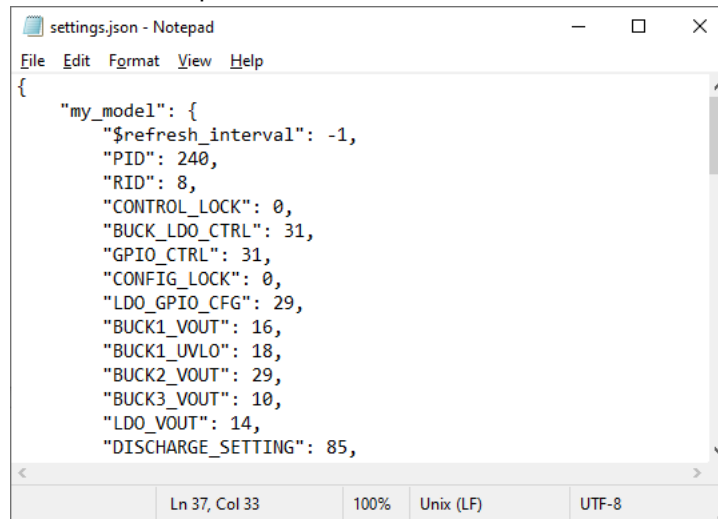 settings.json - Notepad
File Edit Format View Help
{
    "my_model": {
        "$refresh_interval": -1,
        "PID": 240,
        "RID": 8,
        "CONTROL_LOCK": 0,
        "BUCK_LDO_CTRL": 31,
        "GPIO_CTRL": 31,
        "CONFIG_LOCK": 0,
        "LDO_GPIO_CFG": 29,
        "BUCK1_VOUT": 16,
        "BUCK1_UVLO": 18,
        "BUCK2_VOUT": 29,
        "BUCK3_VOUT": 10,
        "LDO_VOUT": 14,
        "DISCHARGE_SETTING": 85,
Ln 37, Col 33 100% Unix (LF) UTF-8